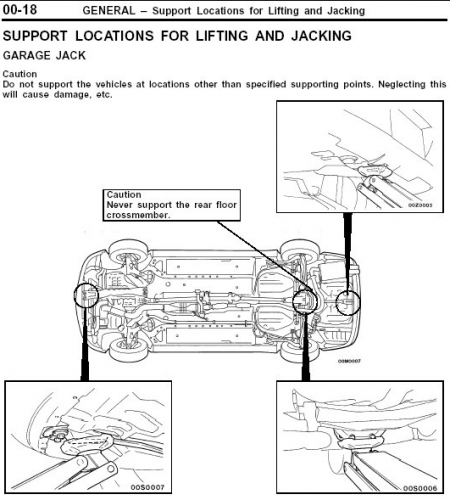 00-18 GENERAL – Support Locations for Lifting and Jacking
SUPPORT LOCATIONS FOR LIFTING AND JACKING
GARAGE JACK
Caution
Do not support the vehicles at locations other than specified supporting points. Neglecting this
will cause damage, etc.
00Z0009
Caution
Never support the rear floor
crossmember.
00N0007
00S0007
00S0006